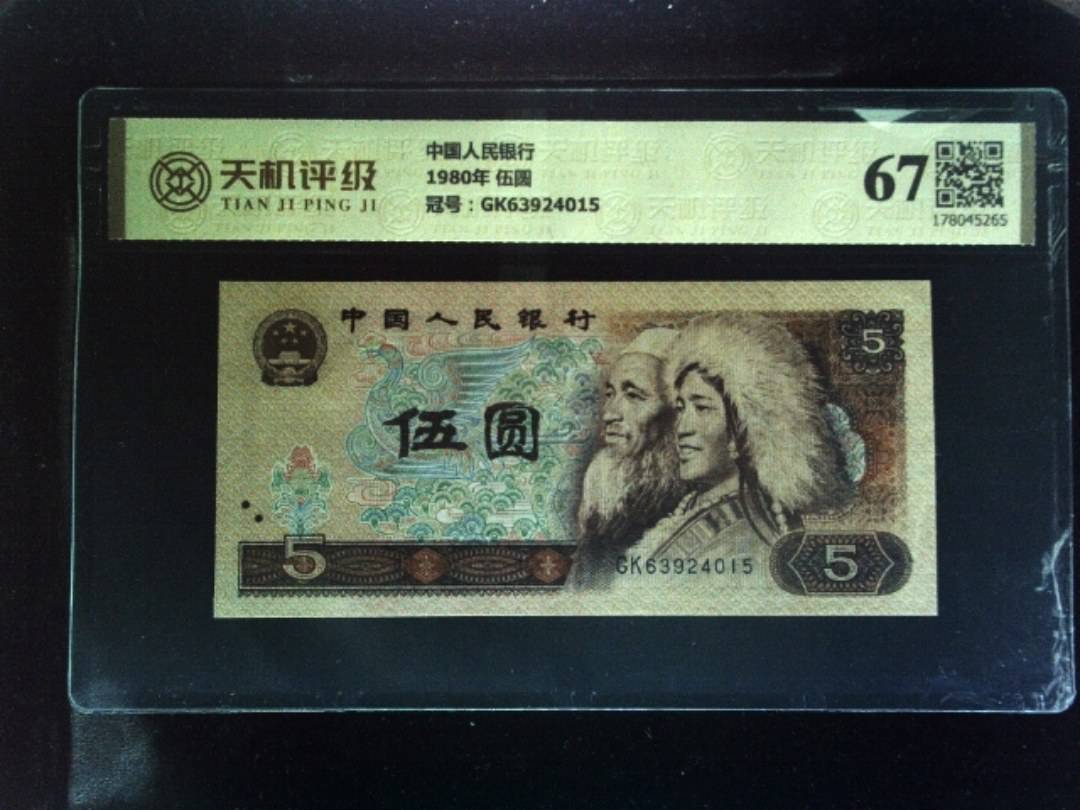 天机评级
TIAN JI PING JI
中国人民银行
1980年 伍圆
冠号：GK63924015
67
178045265
中国人民银行
5
伍圆
5
GK63924015
5